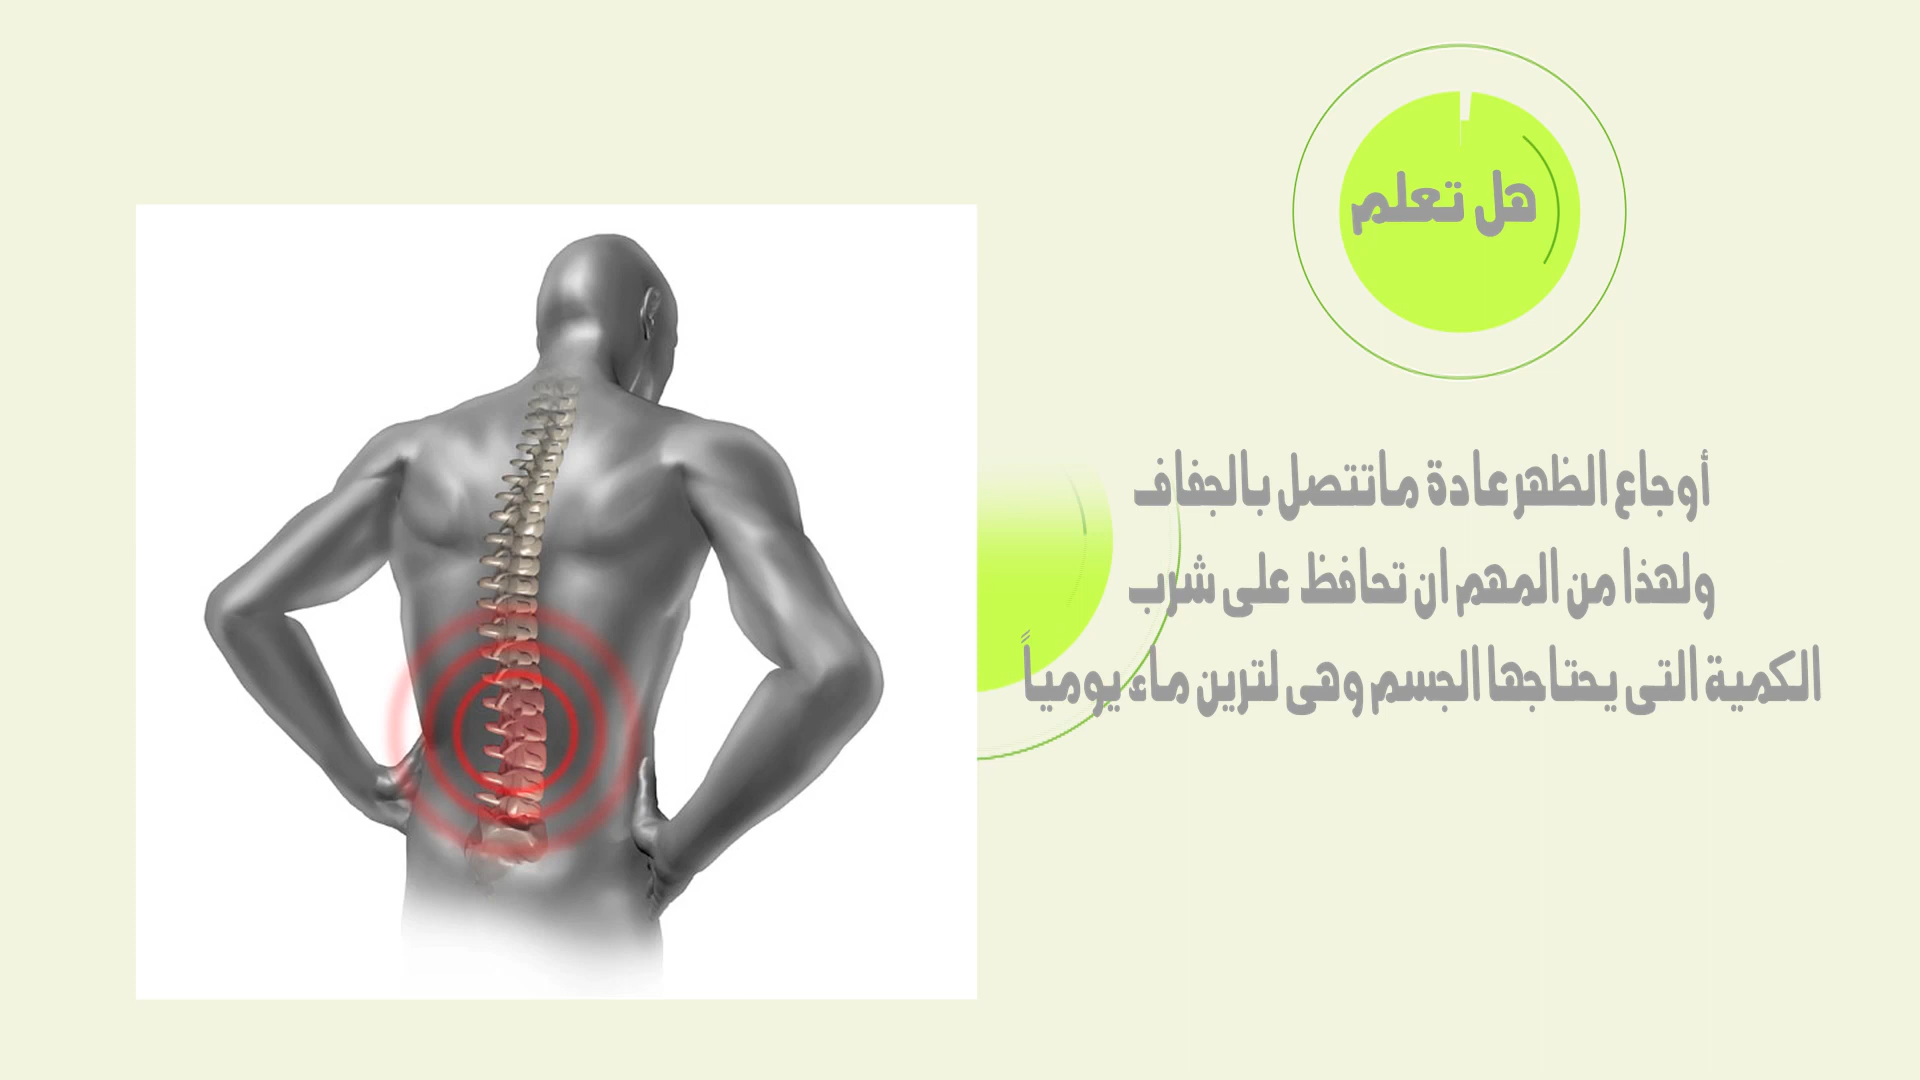 هل تعلم
أوجاع الظهر عادة ماتتصل بالجفاف
ولهذا من المهم ان تحافظ على شرب
الكمية التى يحتاجها الجسم وهى لترين ماء يومياً